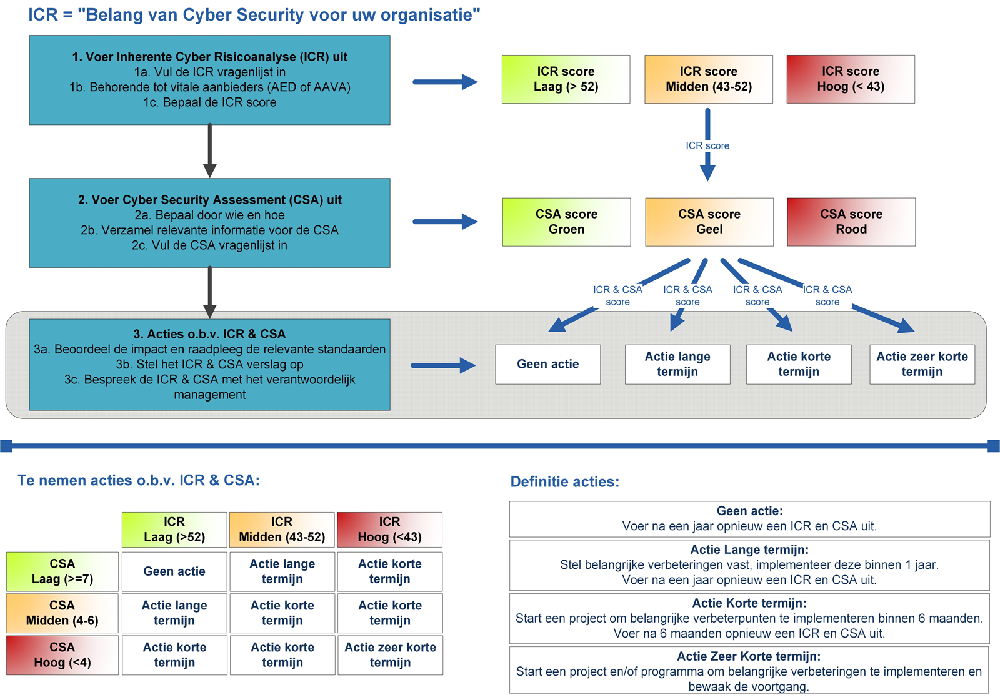 ICR = "Belang van Cyber Security voor uw organisatie"
1. Voer Inherente Cyber Risicoanalyse (ICR) uit
1a. Vul de ICR vragenlijst in
1b. Behorende tot vitale aanbieders (AED of AAVA)
1c. Bepaal de ICR score
ICR score
Laag (> 52)
ICR score
Midden (43-52)
ICR score
Hoog (< 43)
ICR score
2. Voer Cyber Security Assessment (CSA) uit
2a. Bepaal door wie en hoe
2b. Verzamel relevante informatie voor de CSA
2c. Vul de CSA vragenlijst in
CSA score
Groen
CSA score
Geel
CSA score
Rood
ICR & CSA
score
ICR & CSA
score
ICR & CSA
score
ICR & CSA
score
3. Acties o.b.v. ICR & CSA
3a. Beoordeel de impact en raadpleeg de relevante standaarden
3b. Stel het ICR & CSA verslag op
3c. Bespreek de ICR & CSA met het verantwoordelijk
management
Geen actie
Actie lange
termijn
Actie korte
termijn
Actie zeer korte
termijn
Te nemen acties o.b.v. ICR & CSA:
ICR
Laag (>52)
ICR
Midden (43-52)
ICR
Hoog (<43)
CSA
Laag (>=7)
Geen actie
Actie lange
termijn
Actie korte
termijn
CSA
Midden (4-6)
Actie lange
termijn
Actie korte
termijn
Actie korte
termijn
CSA
Hoog (<4)
Actie korte
termijn
Actie korte
termijn
Actie zeer korte
termijn
Definitie acties:
Geen actie:
Voer na een jaar opnieuw een ICR en CSA uit.
Actie Lange termijn:
Stel belangrijke verbeteringen vast, implementeer deze binnen 1 jaar.
Voer na een jaar opnieuw een ICR en CSA uit.
Actie Korte termijn:
Start een project om belangrijke verbeterpunten te implementeren binnen 6 maanden.
Voer na 6 maanden opnieuw een ICR en CSA uit.
Actie Zeer Korte termijn:
Start een project en/of programma om belangrijke verbeteringen te implementeren en
bewaak de voortgang.